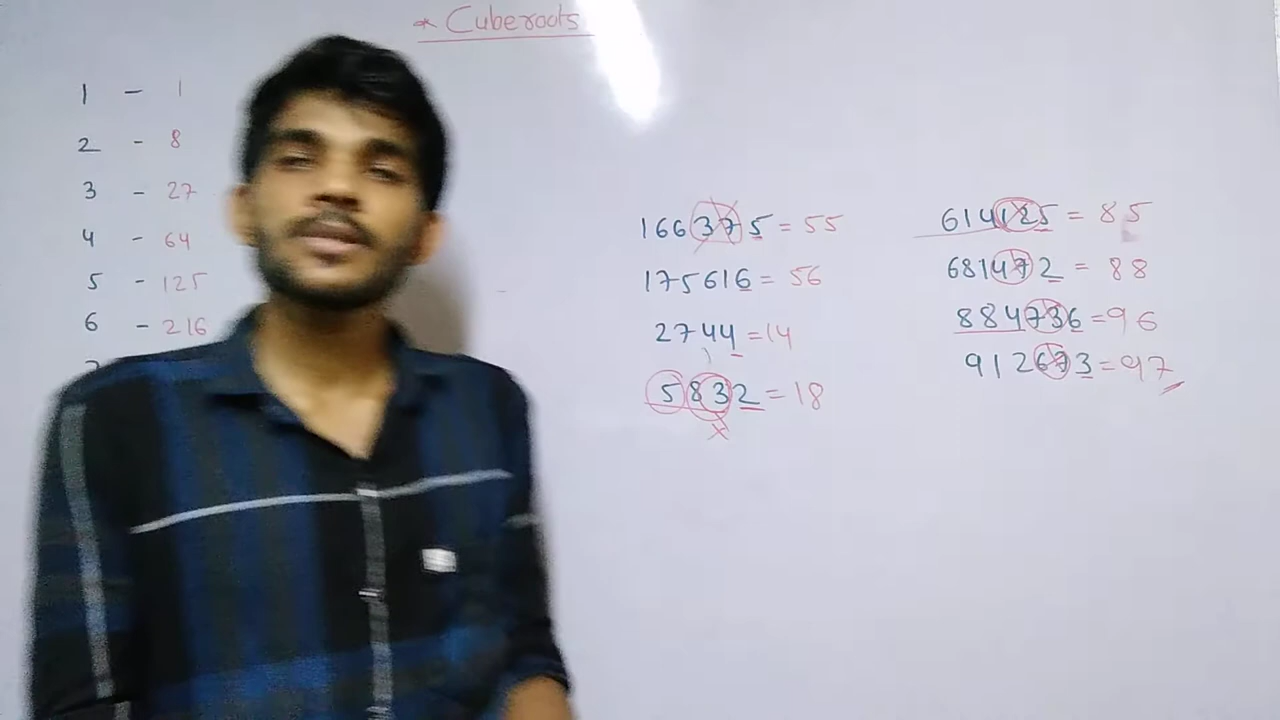 * Cuberoots
1 - 1
2 - 8
3 - 27
4 - 64
5 - 125
6 - 216
166375 = 55
175616 = 56
2744 = 14
5832 = 18
614125 = 85
681472 = 88
884736 = 96
912673 = 97